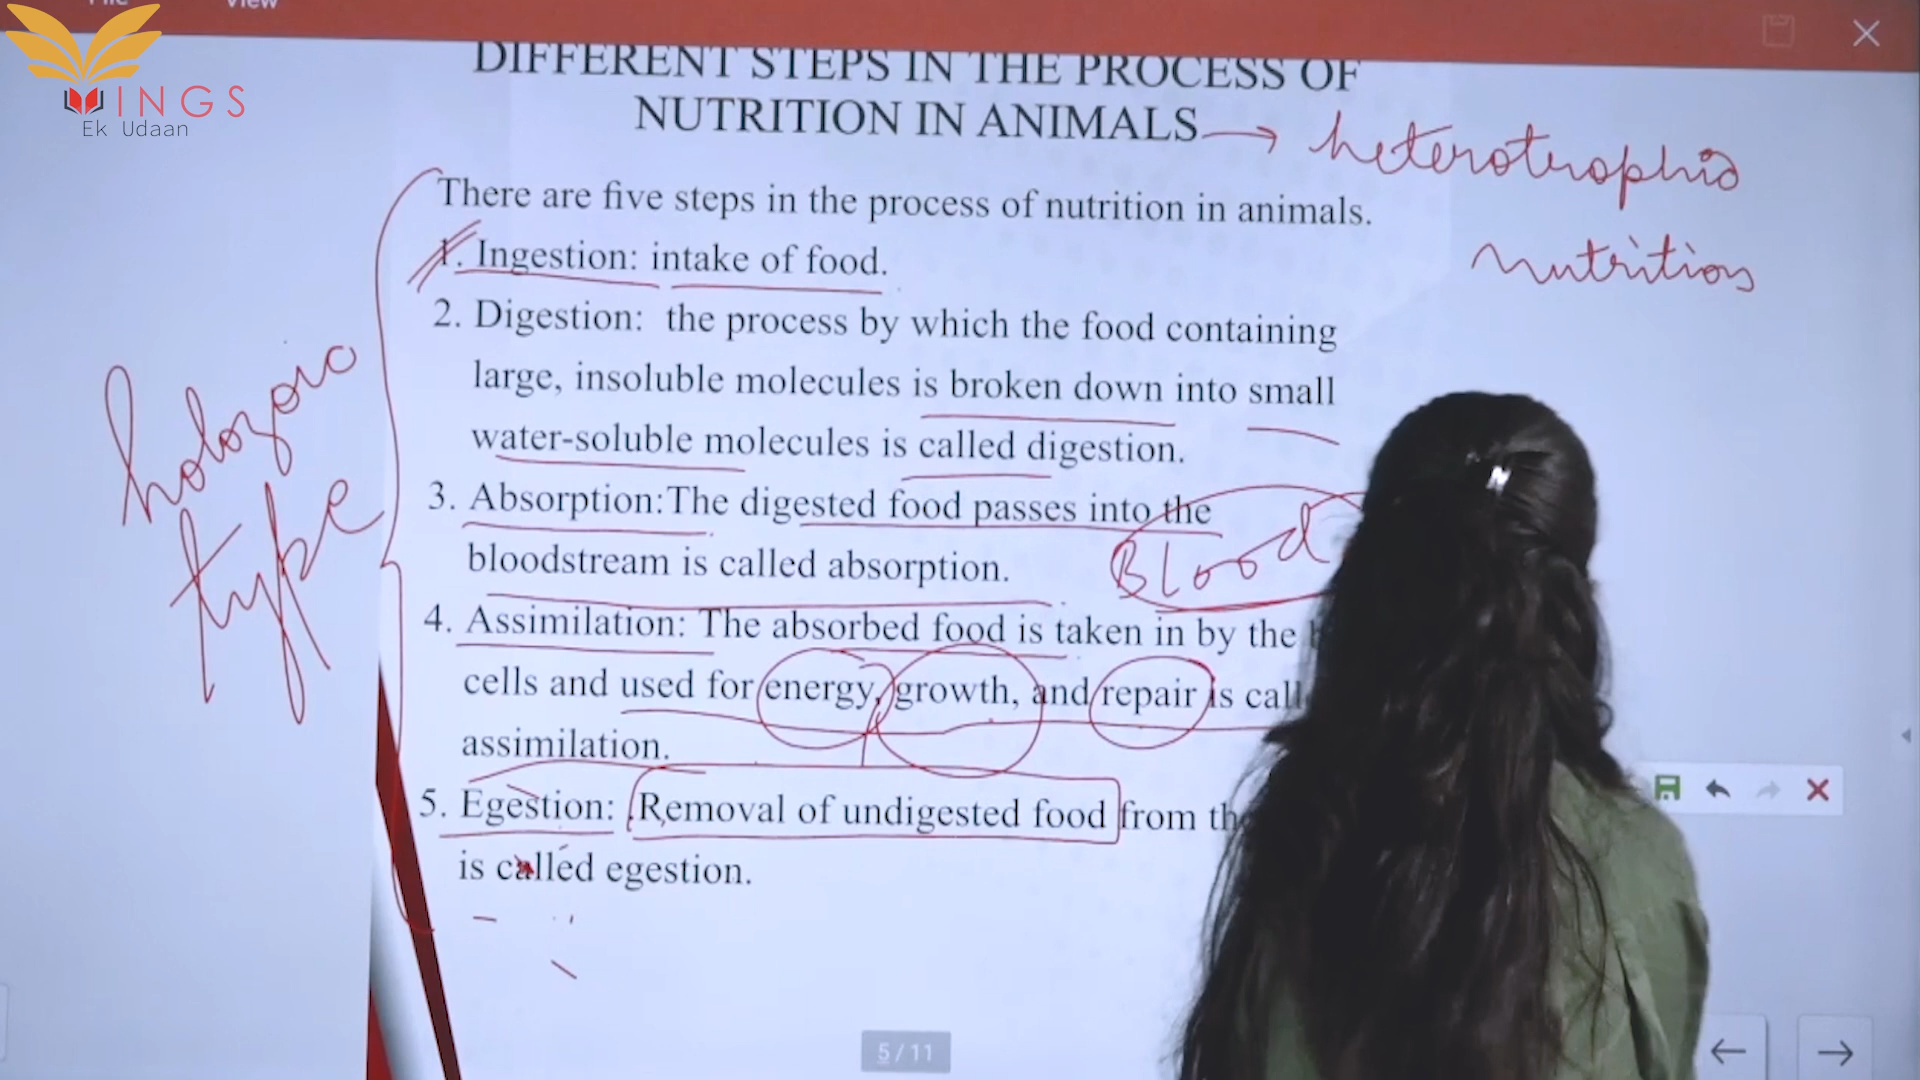 File View
WINGS
Ek Udaan
DIFFERENT STEPS IN THE PROCESS OF
NUTRITION IN ANIMALS
heterotrophic
nutrition
There are five steps in the process of nutrition in animals.
1. Ingestion: intake of food.
2. Digestion: the process by which the food containing
large, insoluble molecules is broken down into small
water-soluble molecules is called digestion.
3. Absorption:The digested food passes into the
bloodstream is called absorption.
Blood
4. Assimilation: The absorbed food is taken in by the
cells and used for energy, growth, and repair is call
assimilation.
5. Egestion: Removal of undigested food from the
is called egestion.
holozoic
type
5 / 11